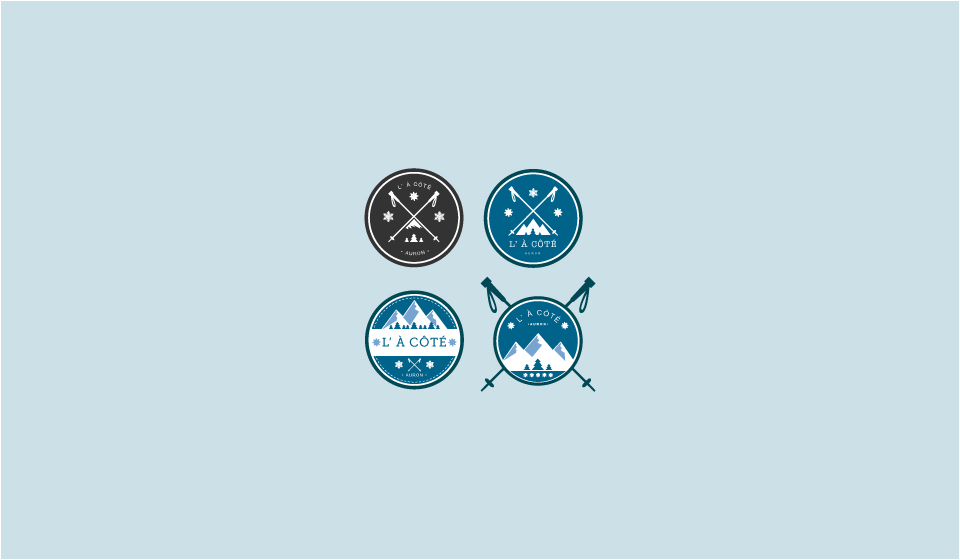 L' À CÔTÉ
- AURON -
L' À CÔTÉ
AURON
L' À CÔTÉ
• AURON •
L' À CÔTÉ
•AURON•